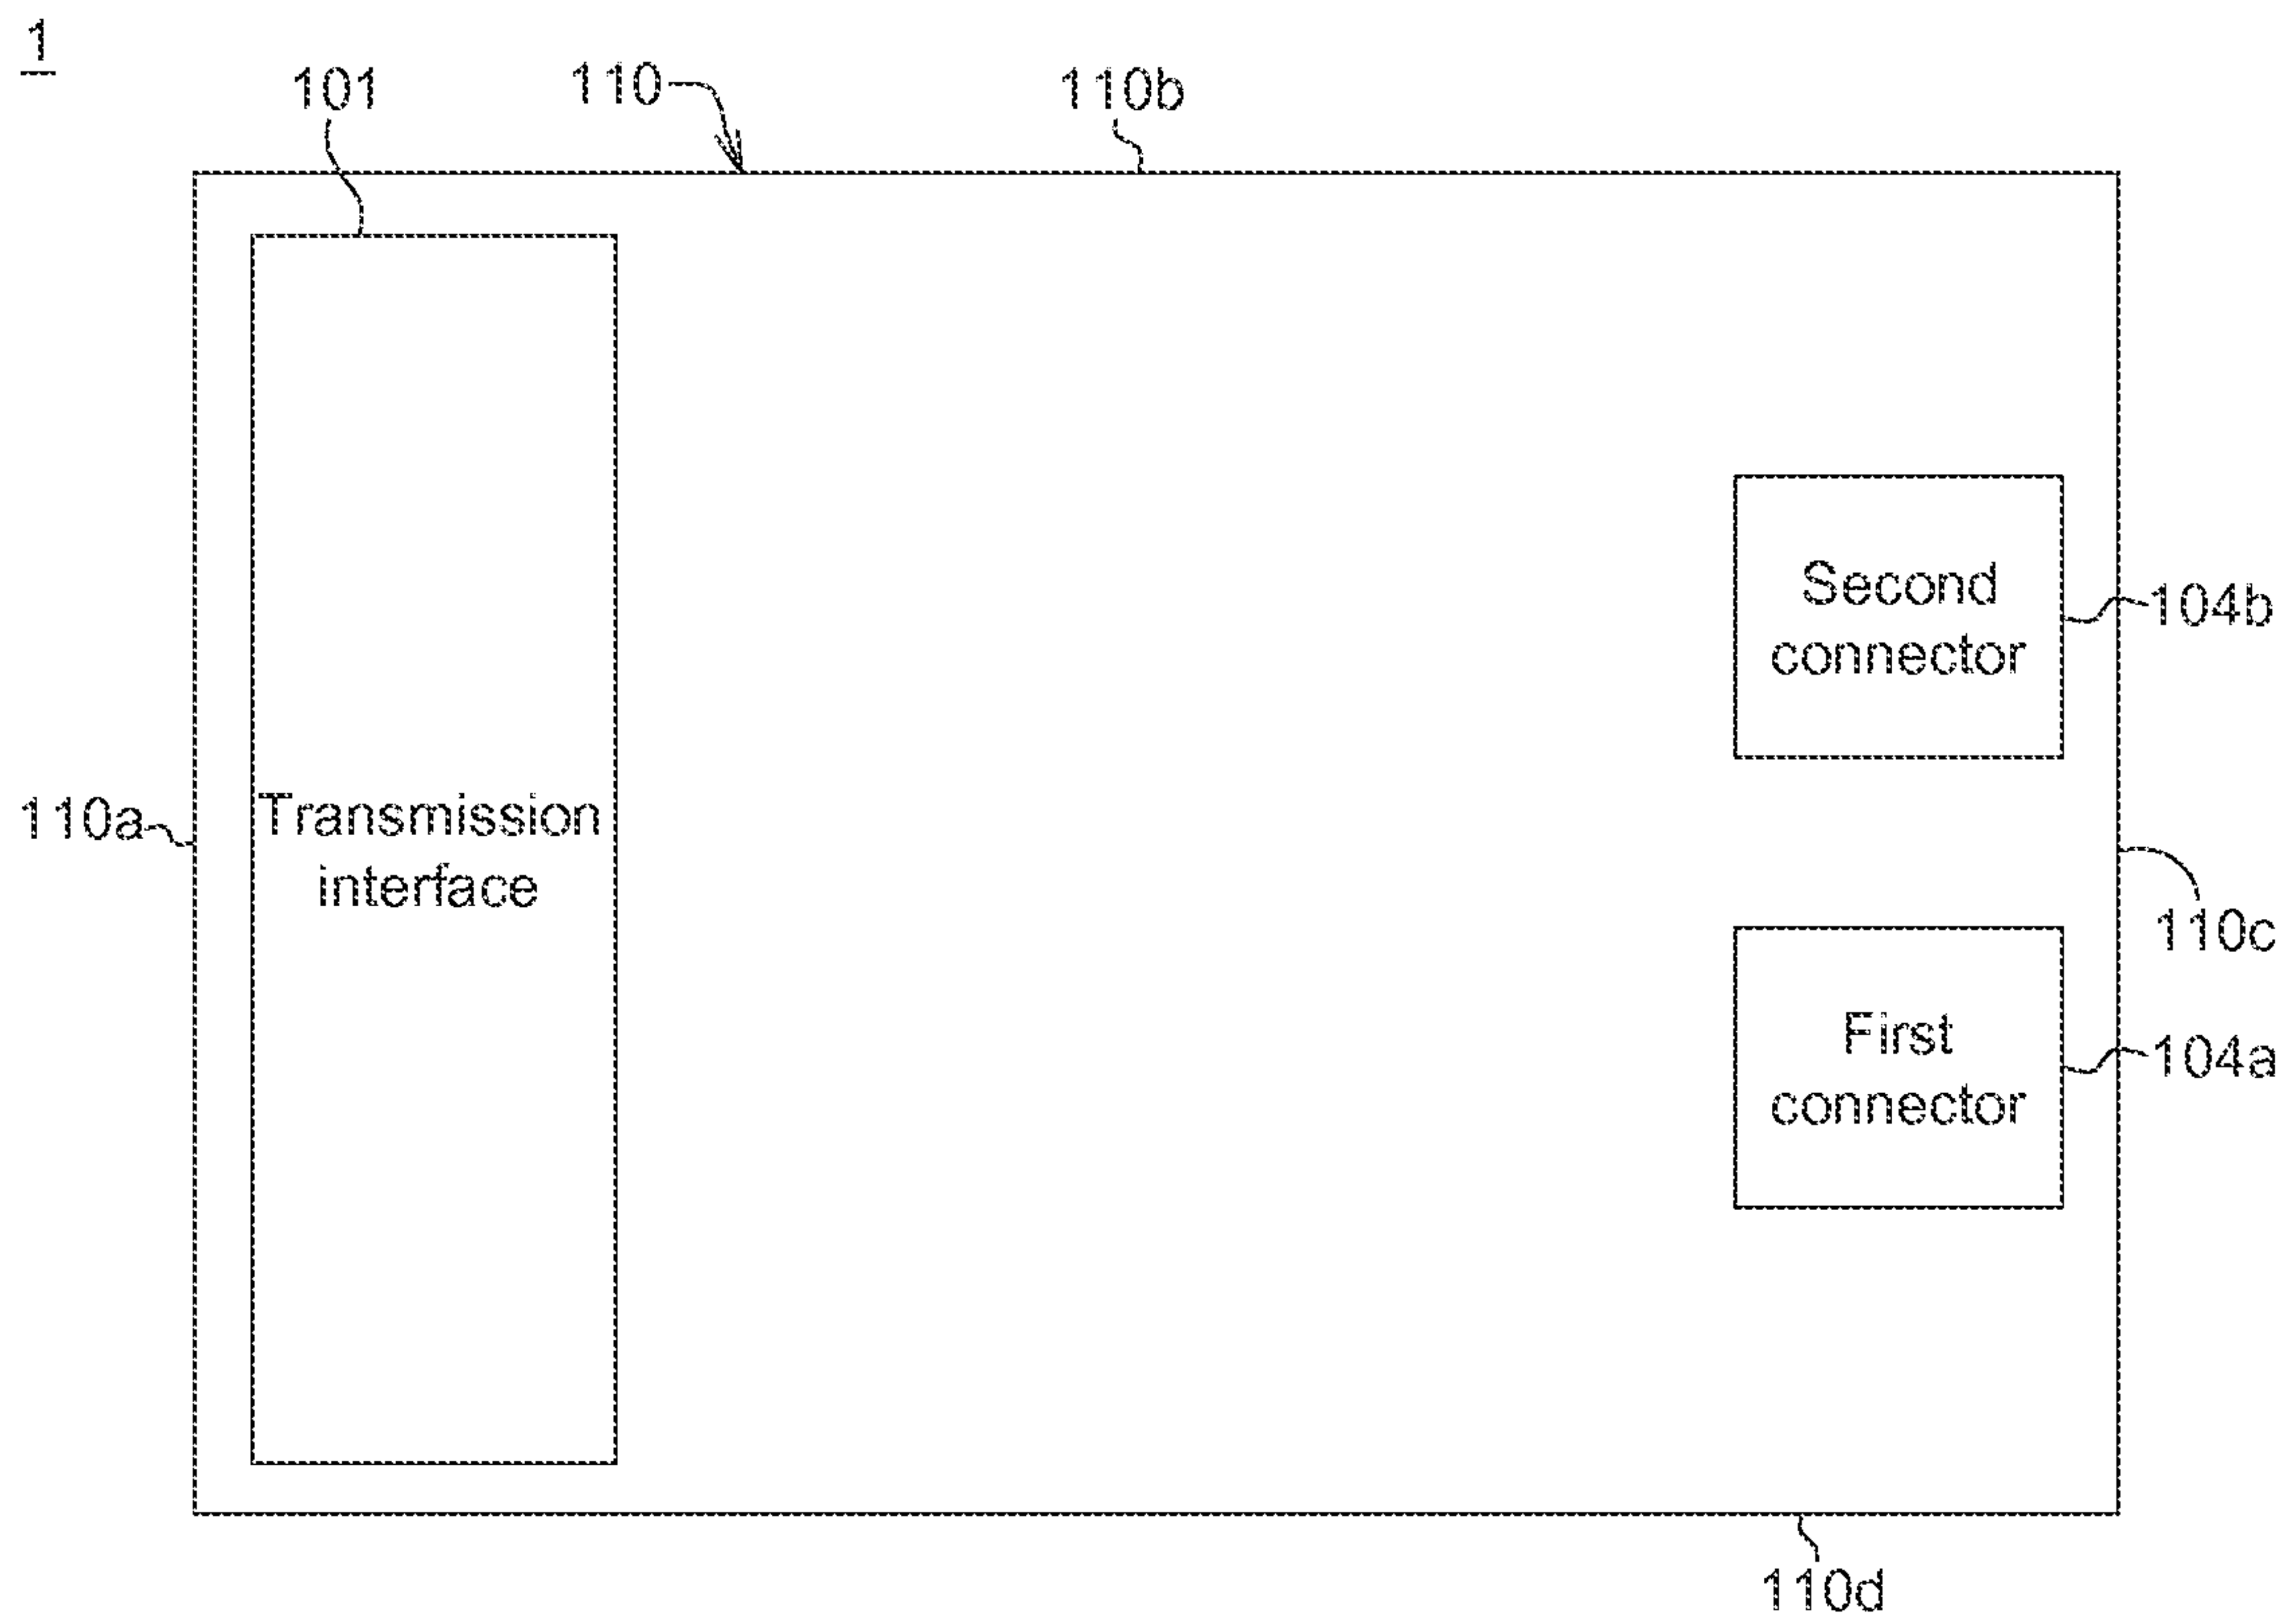 1
101
110
110b
Second
connector
104b
110a
Transmission
interface
110c
First
connector
104a
110d